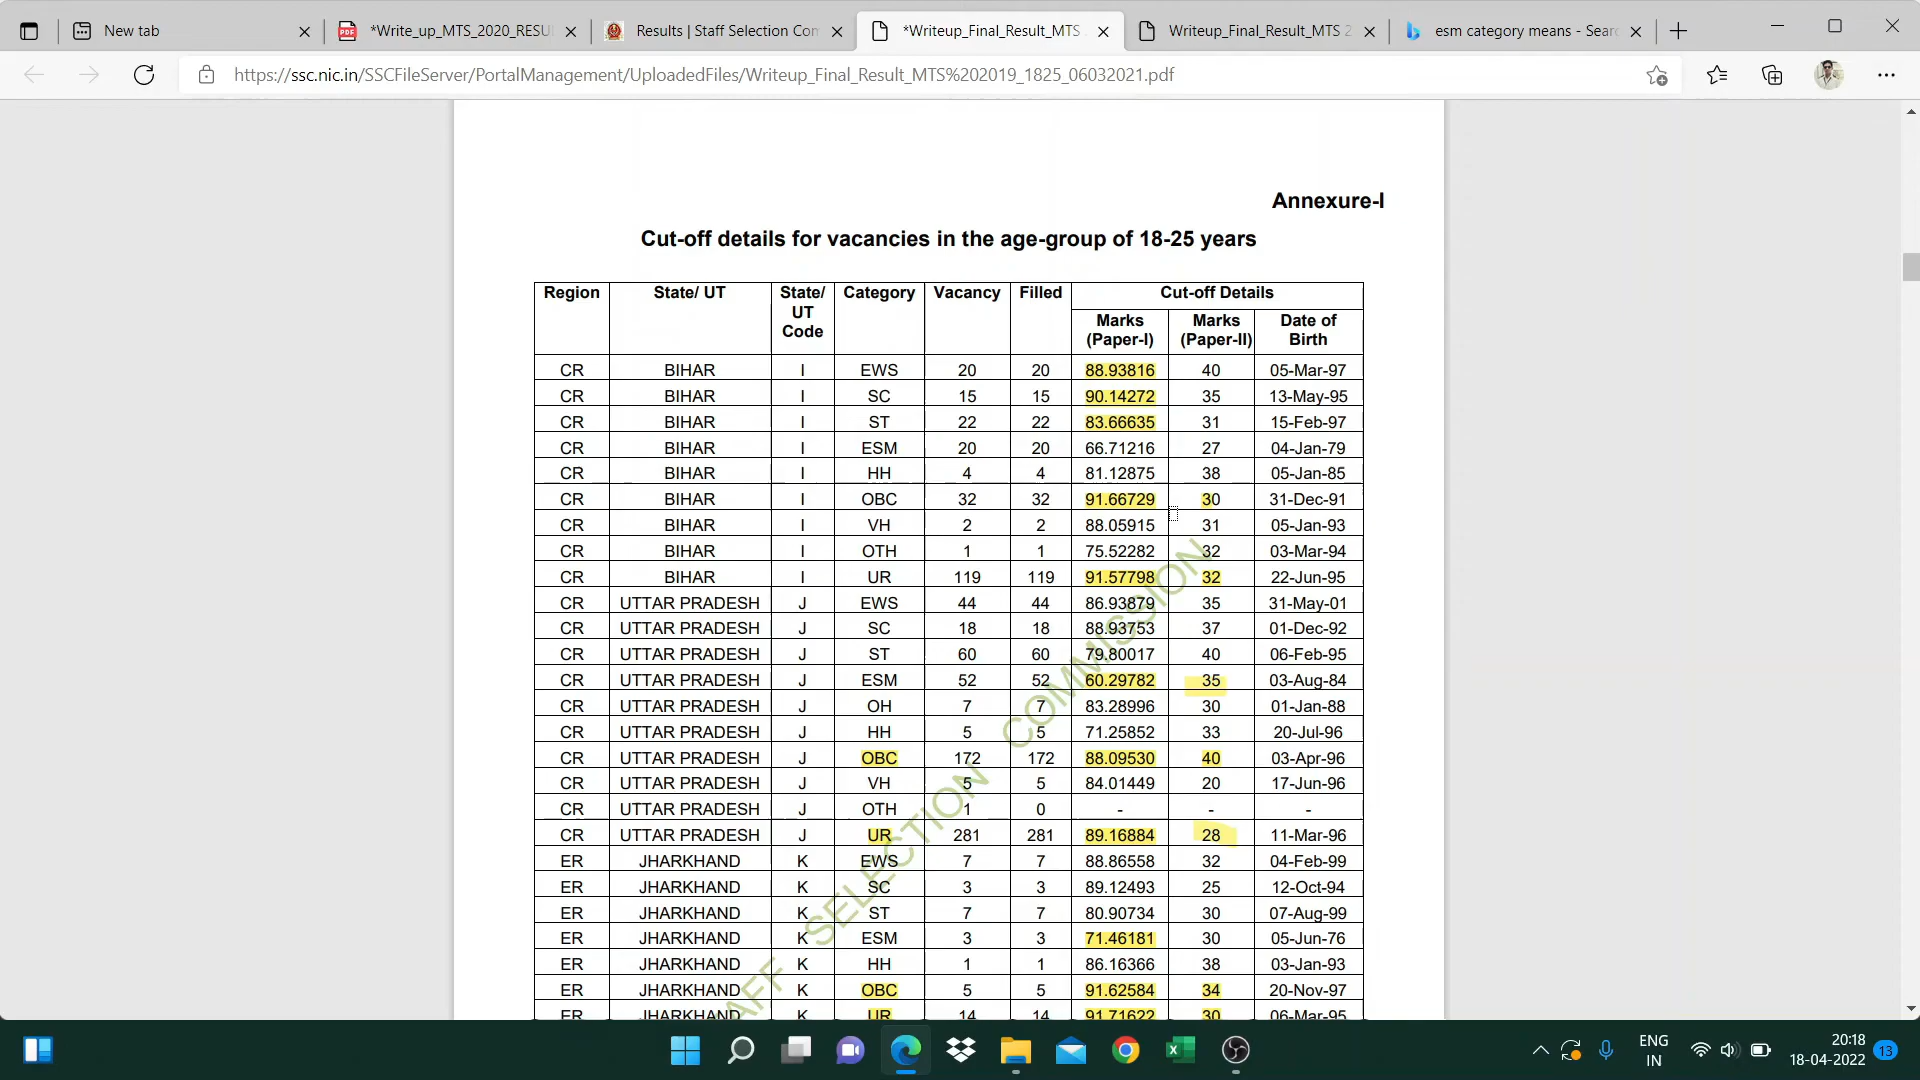 New tab
*Write_up_MTS_2020_RESU
Results | Staff Selection Con
*Writeup_Final_Result_MTS
Writeup_Final_Result_MTS 2
esm category means - Sear
https://ssc.nic.in/SSCFileServer/PortalManagement/UploadedFiles/Writeup_Final_Result_MTS%202019_1825_06032021.pdf
Annexure-I
Cut-off details for vacancies in the age-group of 18-25 years
Region State/ UT State/ UT Code Category Vacancy Filled Cut-off Details
Marks (Paper-I) Marks (Paper-II) Date of Birth
CR BIHAR I EWS 20 20 88.93816 40 05-Mar-97
CR BIHAR I SC 15 15 90.14272 35 13-May-95
CR BIHAR I ST 22 22 83.66635 31 15-Feb-97
CR BIHAR I ESM 20 20 66.71216 27 04-Jan-79
CR BIHAR I HH 4 4 81.12875 38 05-Jan-85
CR BIHAR I OBC 32 32 91.66729 30 31-Dec-91
CR BIHAR I VH 2 2 88.05915 31 05-Jan-93
CR BIHAR I OTH 1 1 75.52282 32 03-Mar-94
CR BIHAR I UR 119 119 91.57798 32 22-Jun-95
CR UTTAR PRADESH J EWS 44 44 86.93879 35 31-May-01
CR UTTAR PRADESH J SC 18 18 88.93753 37 01-Dec-92
CR UTTAR PRADESH J ST 60 60 79.80017 40 06-Feb-95
CR UTTAR PRADESH J ESM 52 52 60.29782 35 03-Aug-84
CR UTTAR PRADESH J OH 7 7 83.28996 30 01-Jan-88
CR UTTAR PRADESH J HH 5 5 71.25852 33 20-Jul-96
CR UTTAR PRADESH J OBC 172 172 88.09530 40 03-Apr-96
CR UTTAR PRADESH J VH 5 5 84.01449 20 17-Jun-96
CR UTTAR PRADESH J OTH 1 0 - - -
CR UTTAR PRADESH J UR 281 281 89.16884 28 11-Mar-96
ER JHARKHAND K EWS 7 7 88.86558 32 04-Feb-99
ER JHARKHAND K SC 3 3 89.12493 25 12-Oct-94
ER JHARKHAND K ST 7 7 80.90734 30 07-Aug-99
ER JHARKHAND K ESM 3 3 71.46181 30 05-Jun-76
ER JHARKHAND K HH 1 1 86.16366 38 03-Jan-93
ER JHARKHAND K OBC 5 5 91.62584 34 20-Nov-97
ER JHARKHAND K UR 14 14 91.71622 30 06-Mar-95
AFF SELECTION COMMISSION
ENG
IN
20:18
18-04-2022
13